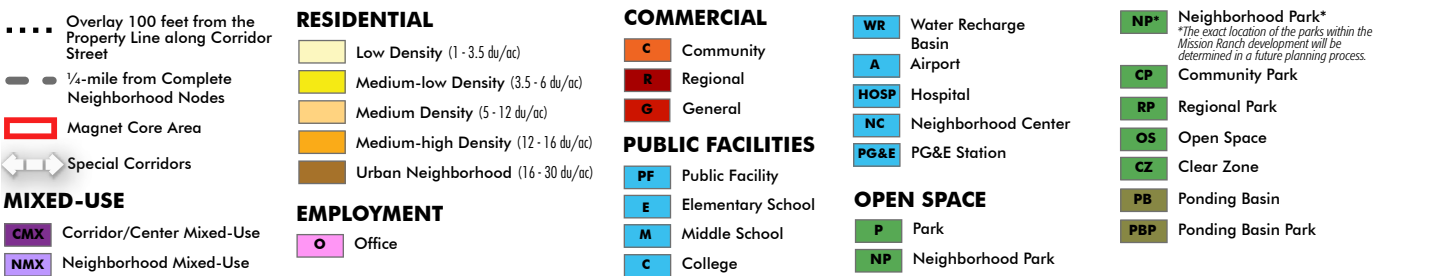 Overlay 100 feet from the
Property Line along Corridor
Street
¼-mile from Complete
Neighborhood Nodes
Magnet Core Area
Special Corridors
MIXED-USE
CMX Corridor/Center Mixed-Use
NMX Neighborhood Mixed-Use
RESIDENTIAL
Low Density (1 - 3.5 du/ac)
Medium-low Density (3.5 - 6 du/ac)
Medium Density (5 - 12 du/ac)
Medium-high Density (12 - 16 du/ac)
Urban Neighborhood (16 - 30 du/ac)
EMPLOYMENT
O Office
COMMERCIAL
C Community
R Regional
G General
PUBLIC FACILITIES
PF Public Facility
E Elementary School
M Middle School
C College
WR Water Recharge
Basin
A Airport
HOSP Hospital
NC Neighborhood Center
PG&E PG&E Station
OPEN SPACE
P Park
NP Neighborhood Park
NP* Neighborhood Park*
*The exact location of the parks within the
Mission Ranch development will be
determined in a future planning process.
CP Community Park
RP Regional Park
OS Open Space
CZ Clear Zone
PB Ponding Basin
PBP Ponding Basin Park